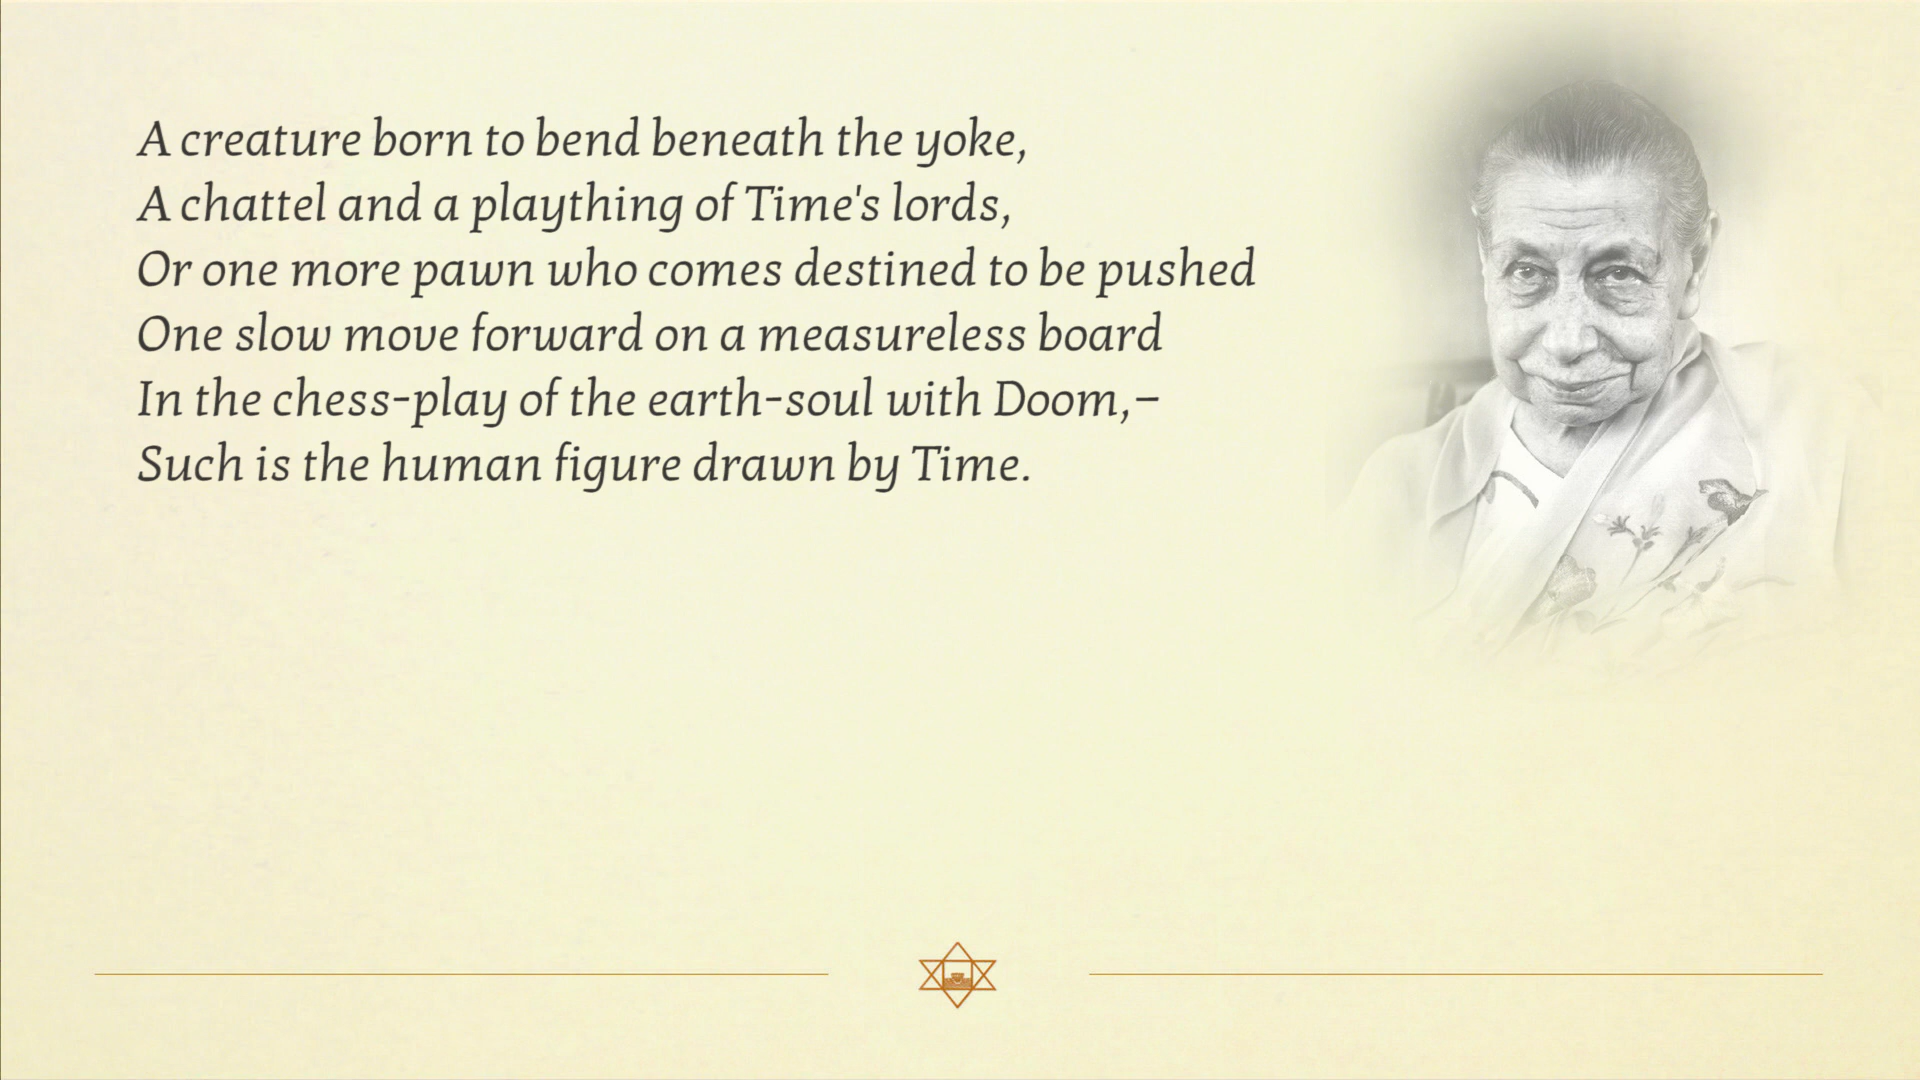 A creature born to bend beneath the yoke,
A chattel and a plaything of Time's lords,
Or one more pawn who comes destined to be pushed
One slow move forward on a measureless board
In the chess-play of the earth-soul with Doom,–
Such is the human figure drawn by Time.